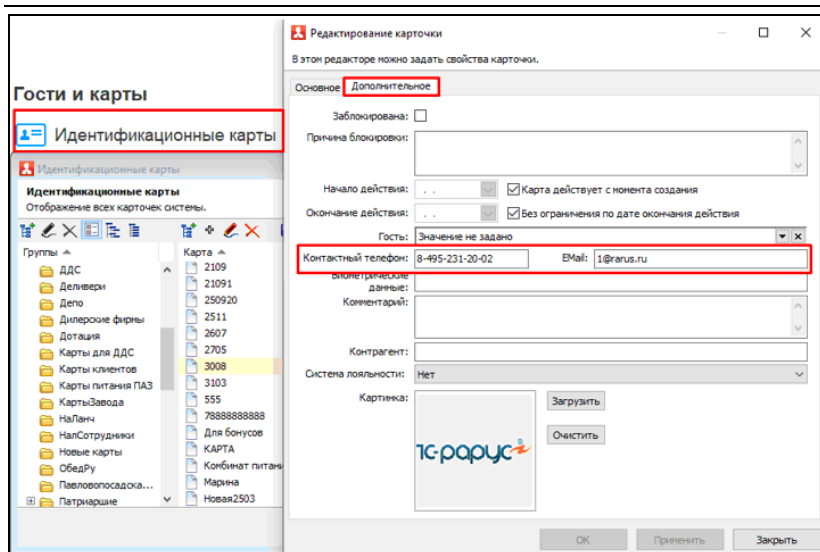 Гости и карты
Идентификационные карты
Идентификационные карты
Идентификационные карты
Отображение всех карточек системы.
Группы
ДДС
Деливери
Депо
Дилерские фирмы
Дотация
Карты для ДДС
Карты клиентов
Карты питания ПАЗ
КартыЗавода
НаЛанч
НалСотрудники
Новые карты
ОбедРу
Павловопосадска...
Патриаршие
Карта
2109
21091
250920
2511
2607
2705
3008
3103
555
78888888888
Для бонусов
КАРТА
Комбинат питан
Марина
Новая2503
Редактирование карточки
В этом редакторе можно задать свойства карточки.
Основное Дополнительное
Заблокирована:
Причина блокировки:
Начало действия: . . Карта действует с момента создания
Окончание действия: . . Без ограничения по дате окончания действия
Гость: Значение не задано
Контактный телефон: 8-495-231-20-02 EMail: 1@rarus.ru
Биометрические
данные:
Комментарий:
Контрагент:
Система лояльности: Нет
Картинка:
Загрузить
Очистить
1С-рарус
ОК Применить Закрыть